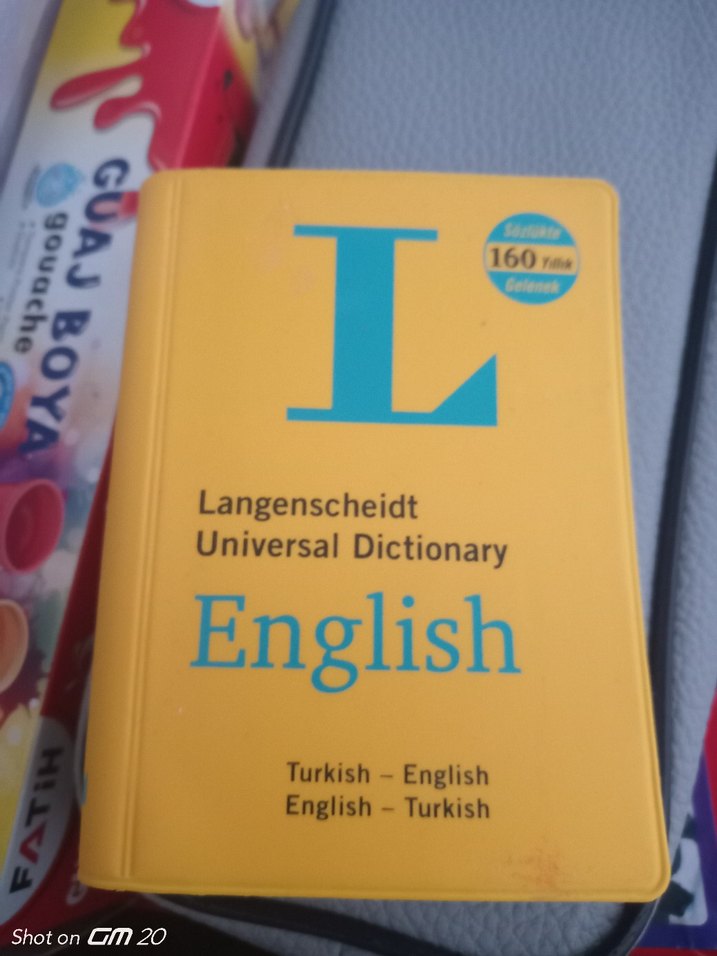 L
Sözlükte
160 Yıllık
Gelenek
Langenscheidt
Universal Dictionary
English
Turkish – English
English – Turkish
GUAJ BOYA
gouache
FATİH
Shot on GM 20